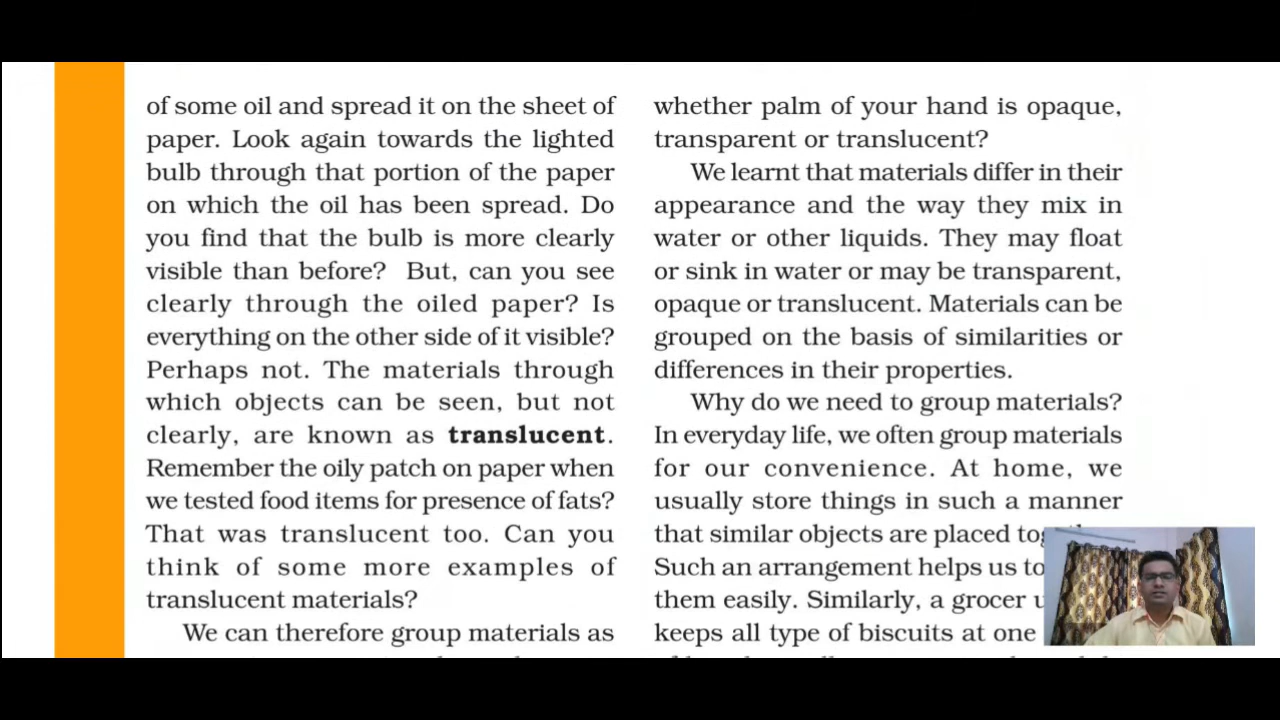 of some oil and spread it on the sheet of
paper. Look again towards the lighted
bulb through that portion of the paper
on which the oil has been spread. Do
you find that the bulb is more clearly
visible than before? But, can you see
clearly through the oiled paper? Is
everything on the other side of it visible?
Perhaps not. The materials through
which objects can be seen, but not
clearly, are known as translucent.
Remember the oily patch on paper when
we tested food items for presence of fats?
That was translucent too. Can you
think of some more examples of
translucent materials?
We can therefore group materials as
whether palm of your hand is opaque,
transparent or translucent?
We learnt that materials differ in their
appearance and the way they mix in
water or other liquids. They may float
or sink in water or may be transparent,
opaque or translucent. Materials can be
grouped on the basis of similarities or
differences in their properties.
Why do we need to group materials?
In everyday life, we often group materials
for our convenience. At home, we
usually store things in such a manner
that similar objects are placed
Such an arrangement helps us to
them easily. Similarly, a grocer
keeps all type of biscuits at one